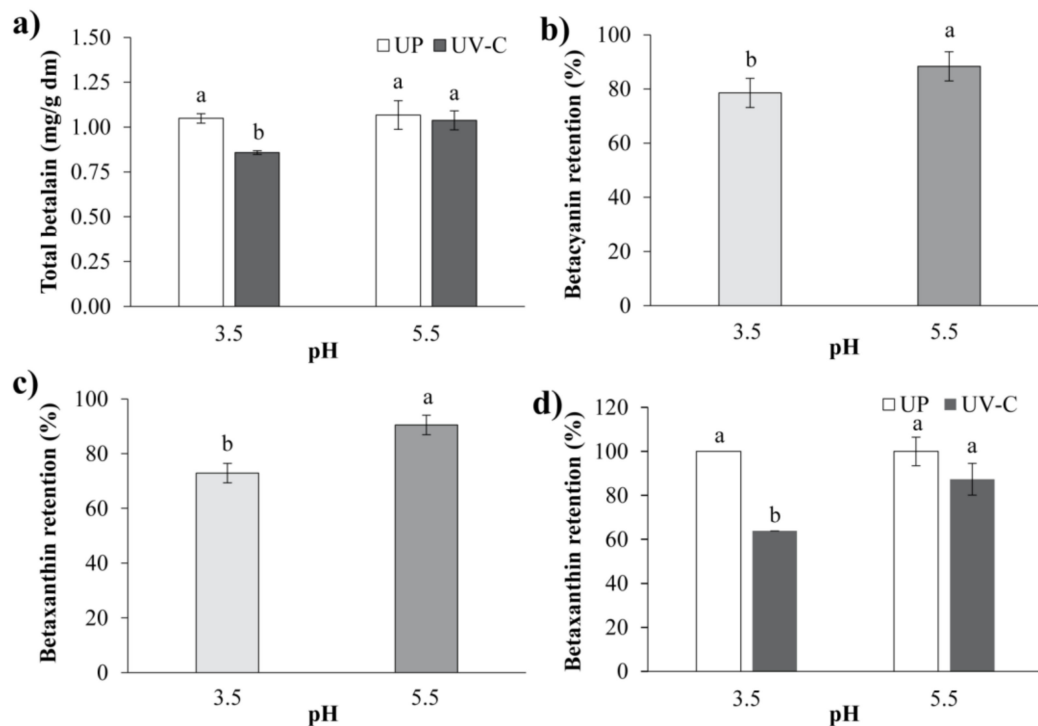 a)
Total betalain (mg/g dm)
1.50
1.25
1.00
0.75
0.50
0.25
0.00
UP UV-C
a
b
a
a
3.5 5.5
pH
b)
Betacyanin retention (%)
100
80
60
40
20
0
b
a
3.5 5.5
pH
c)
Betaxanthin retention (%)
100
80
60
40
20
0
b
a
3.5 5.5
pH
d)
Betaxanthin retention (%)
120
100
80
60
40
20
0
UP UV-C
a
b
a
a
3.5 5.5
pH